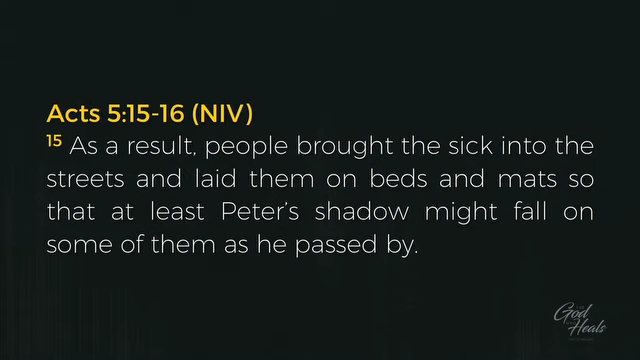 Acts 5:15-16 (NIV)
15 As a result, people brought the sick into the
streets and laid them on beds and mats so
that at least Peter’s shadow might fall on
some of them as he passed by.
God
Heals